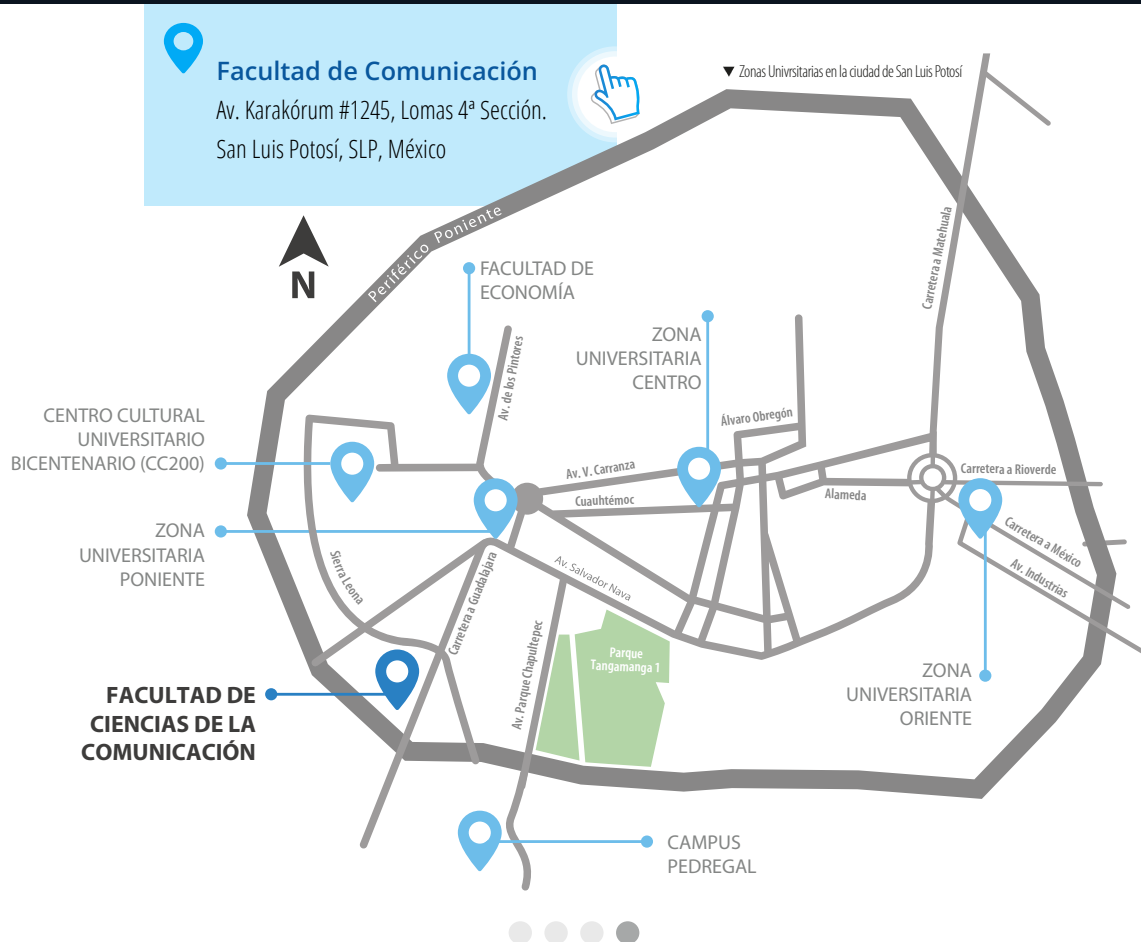 Facultad de Comunicación
Av. Karakórum #1245, Lomas 4ª Sección.
San Luis Potosí, SLP, México
▼ Zonas Univrsitarias en la ciudad de San Luis Potosí
N
Periférico Poniente
Carretera a Matehuala
FACULTAD DE
ECONOMÍA
Av. de los Pintores
ZONA
UNIVERSITARIA
CENTRO
Álvaro Obregón
CENTRO CULTURAL
UNIVERSITARIO
BICENTENARIO (CC200)
Av. V. Carranza
Cuauhtémoc
Alameda
Carretera a Rioverde
ZONA
UNIVERSITARIA
PONIENTE
Sierra Leona
Carretera a Guadalajara
Av. Salvador Nava
Carretera a México
Av. Industrias
Av. Parque Chapultepec
Parque
Tangamanga 1
ZONA
UNIVERSITARIA
ORIENTE
FACULTAD DE
CIENCIAS DE LA
COMUNICACIÓN
CAMPUS
PEDREGAL